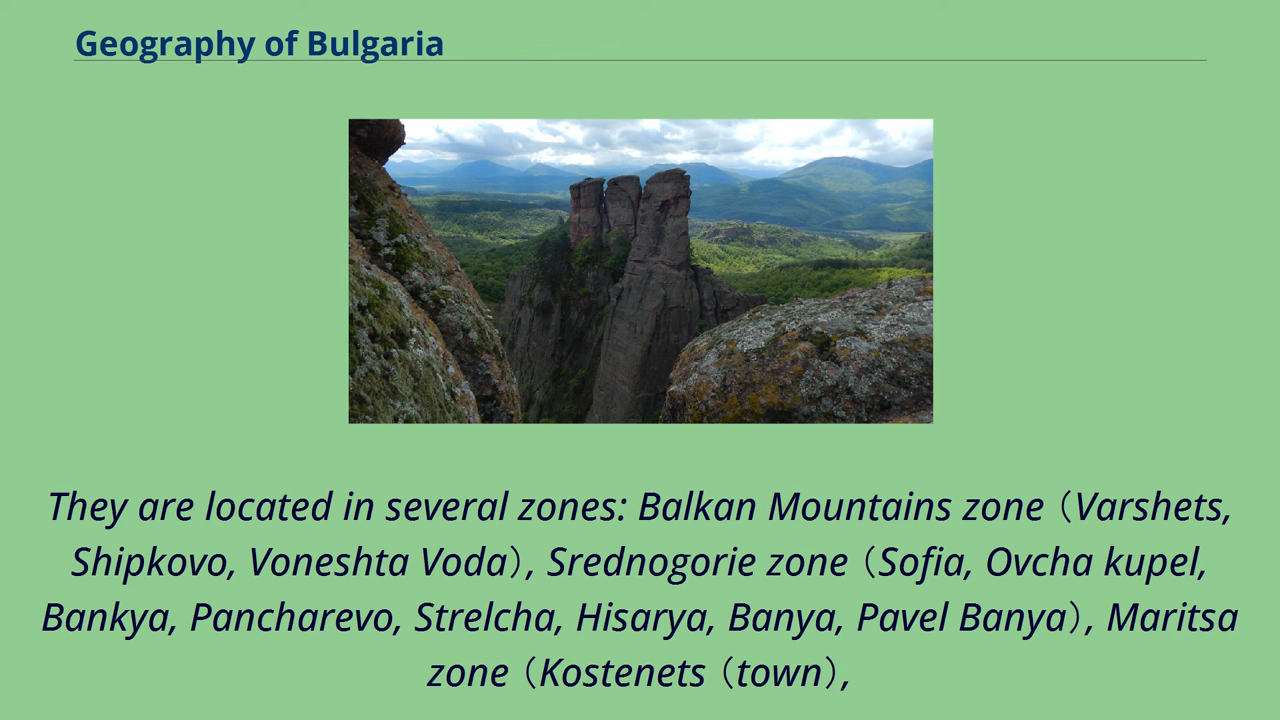 Geography of Bulgaria
They are located in several zones: Balkan Mountains zone (Varshets,
Shipkovo, Voneshta Voda), Srednogorie zone (Sofia, Ovcha kupel,
Bankya, Pancharevo, Strelcha, Hisarya, Banya, Pavel Banya), Maritsa
zone (Kostenets (town),